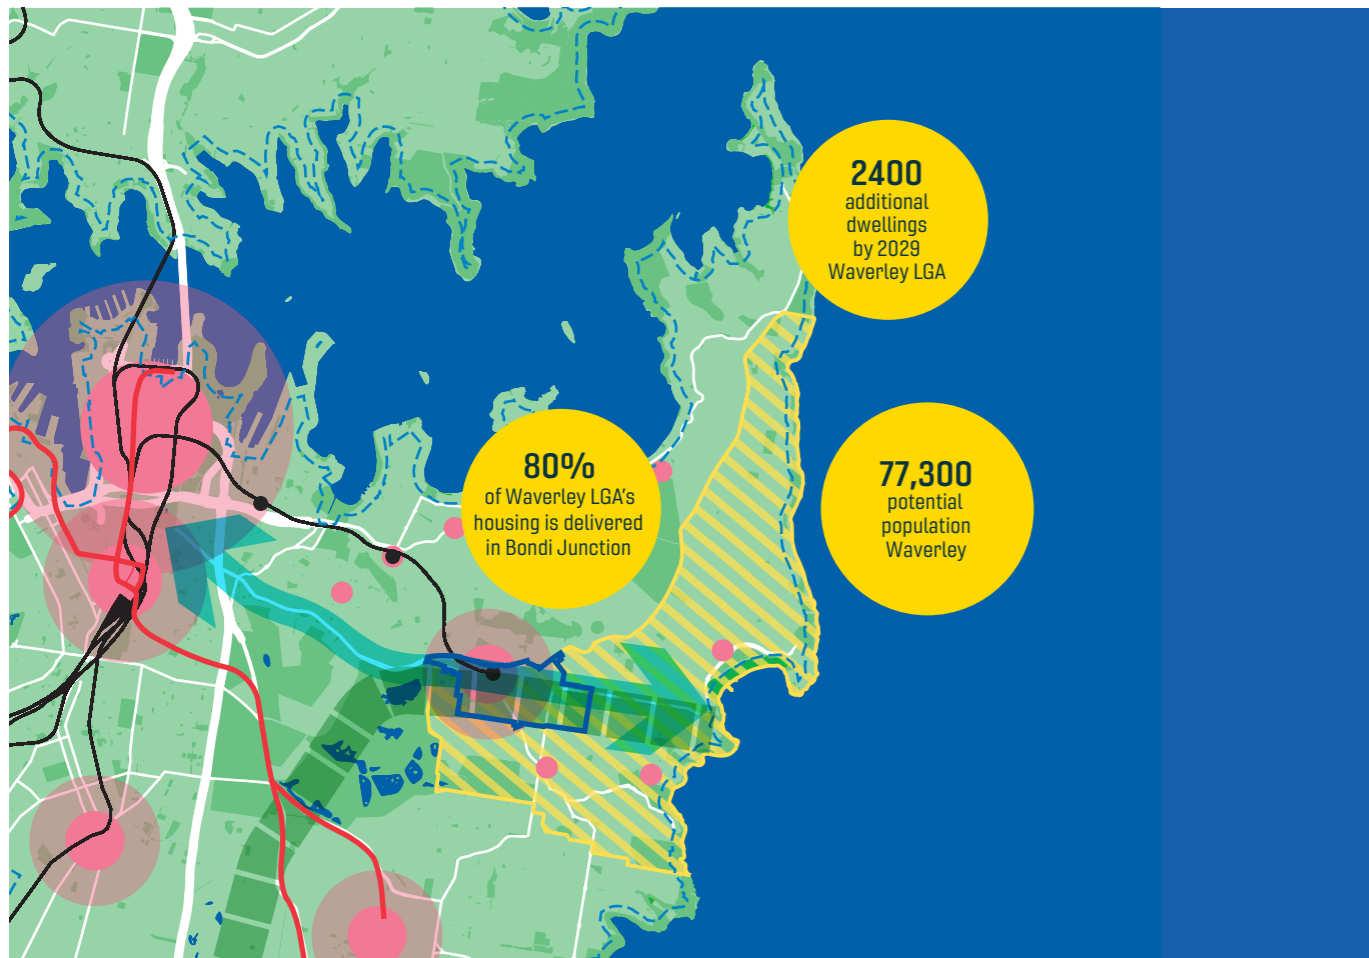 2400
additional
dwellings
by 2029
Waverley LGA
80%
of Waverley LGA's
housing is delivered
in Bondi Junction
77,300
potential
population
Waverley